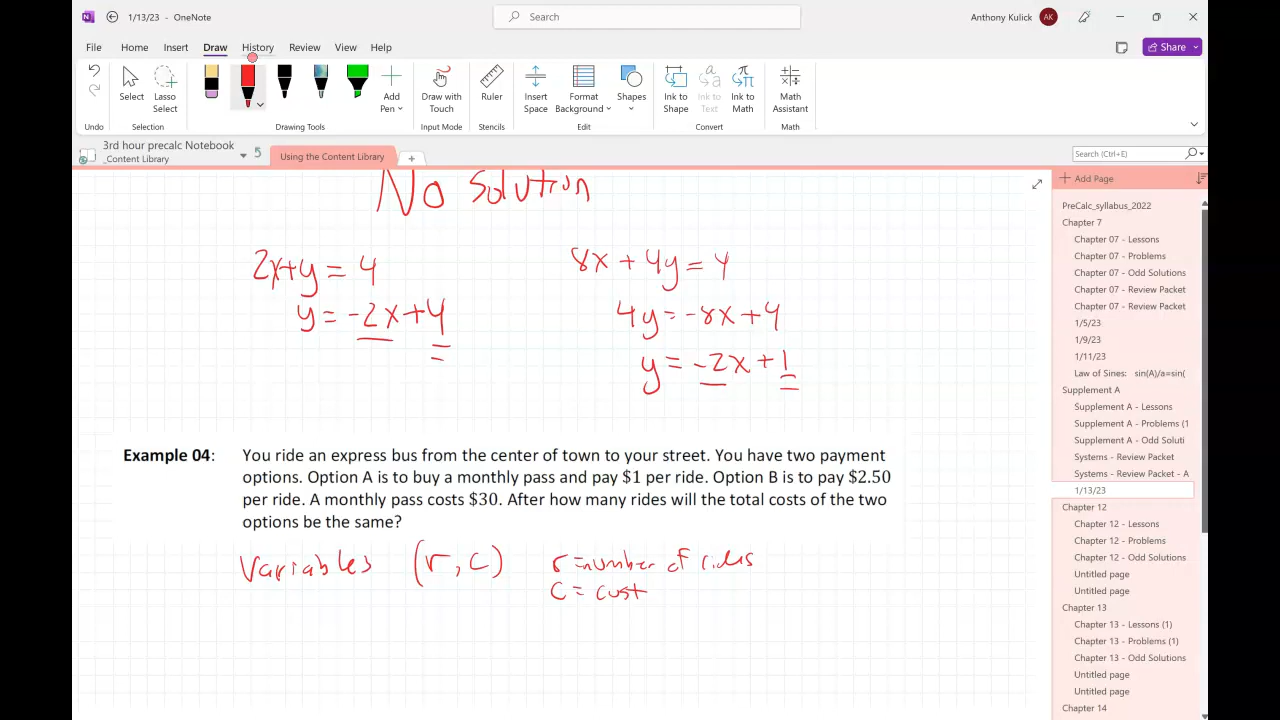 1/13/23 - OneNote
Search
Anthony Kulick
AK
File Home Insert Draw History Review View Help
Share
Select
Lasso Select
Add Pen
Draw with Touch
Ruler
Insert Space
Format Background
Shapes
Ink to Shape
Ink to Text
Ink to Math
Math Assistant
Undo
Selection
Drawing Tools
Input Mode
Stencils
Edit
Convert
Math
3rd hour precalc Notebook
_Content Library
Using the Content Library
Search (Ctrl+E)
No Solution
2x+y = 4
y = -2x+4
8x + 4y = 4
4y = -8x + 4
y = -2x + 1
Example 04: You ride an express bus from the center of town to your street. You have two payment
options. Option A is to buy a monthly pass and pay $1 per ride. Option B is to pay $2.50
per ride. A monthly pass costs $30. After how many rides will the total costs of the two
options be the same?
Variables (r, c) r = number of rides
c = cost
Add Page
PreCalc_syllabus_2022
Chapter 7
Chapter 07 - Lessons
Chapter 07 - Problems
Chapter 07 - Odd Solutions
Chapter 07 - Review Packet
Chapter 07 - Review Packet
1/5/23
1/9/23
1/11/23
Law of Sines: sin(A)/a=sin(
Supplement A
Supplement A - Lessons
Supplement A - Problems (1
Supplement A - Odd Soluti
Systems - Review Packet
Systems - Review Packet - A
1/13/23
Chapter 12
Chapter 12 - Lessons
Chapter 12 - Problems
Chapter 12 - Odd Solutions
Untitled page
Untitled page
Chapter 13
Chapter 13 - Lessons (1)
Chapter 13 - Problems (1)
Chapter 13 - Odd Solutions
Untitled page
Untitled page
Chapter 14